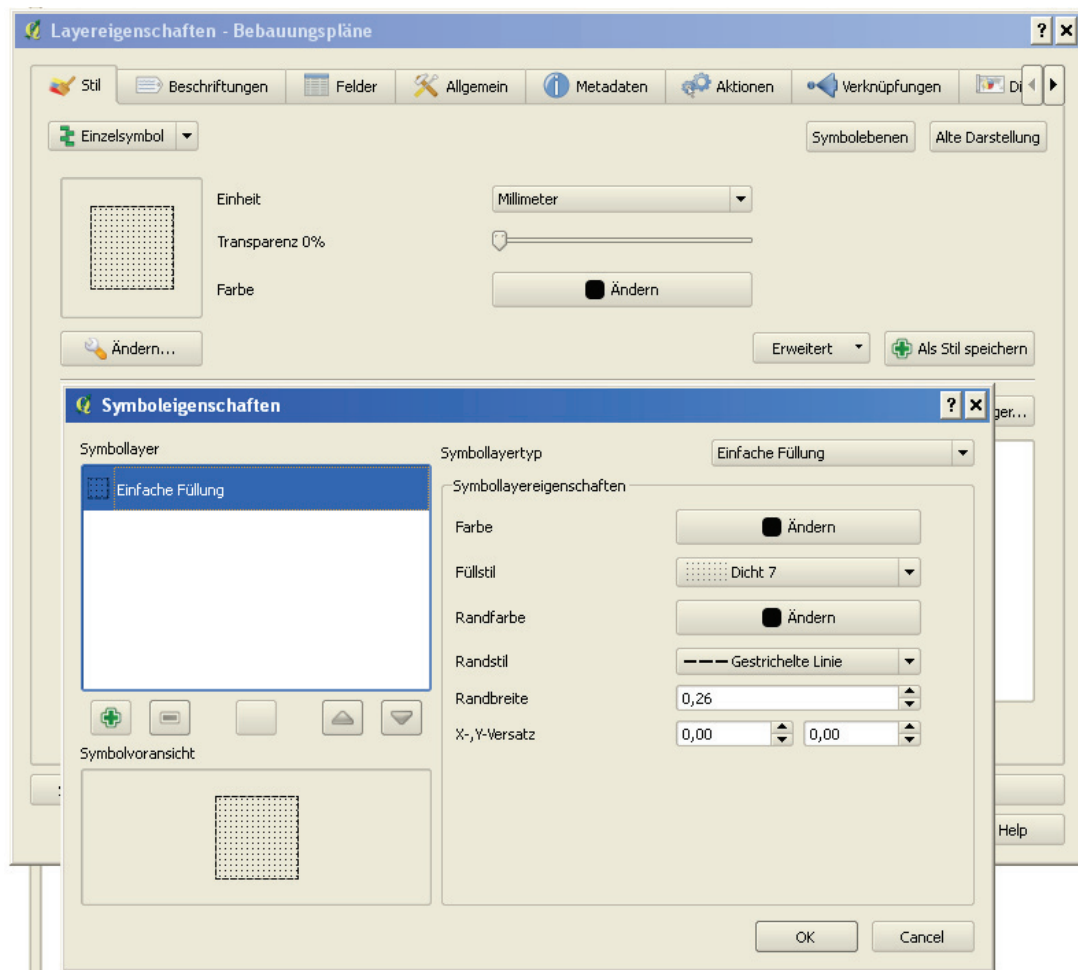 Layereigenschaften - Bebauungspläne
Stil
Beschriftungen
Felder
Allgemein
Metadaten
Aktionen
Verknüpfungen
Di
Einzelsymbol
Symbolebenen
Alte Darstellung
Einheit
Millimeter
Transparenz 0%
Farbe
Ändern
Ändern...
Erweitert
Als Stil speichern
Symboleigenschaften
ger...
Symbollayer
Einfache Füllung
Symbollayertyp
Einfache Füllung
Symbollayereigenschaften
Farbe
Ändern
Füllstil
Dicht 7
Randfarbe
Ändern
Randstil
Gestrichelte Linie
Randbreite
0,26
X-,Y-Versatz
0,00
0,00
Symbolvoransicht
Help
OK
Cancel